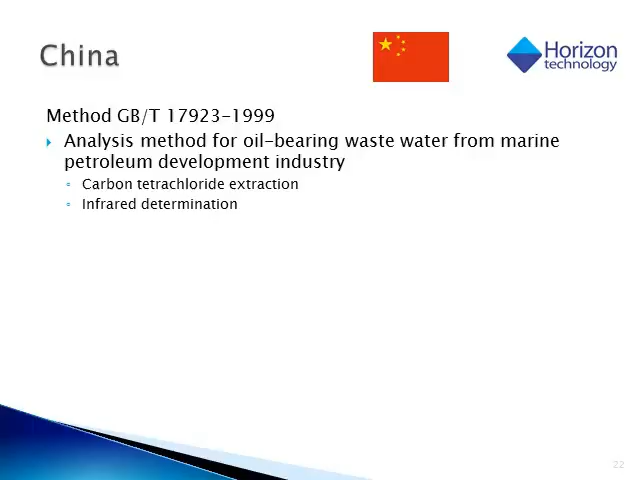 China
Horizon
technology
Method GB/T 17923-1999
Analysis method for oil-bearing waste water from marine
petroleum development industry
Carbon tetrachloride extraction
Infrared determination
22